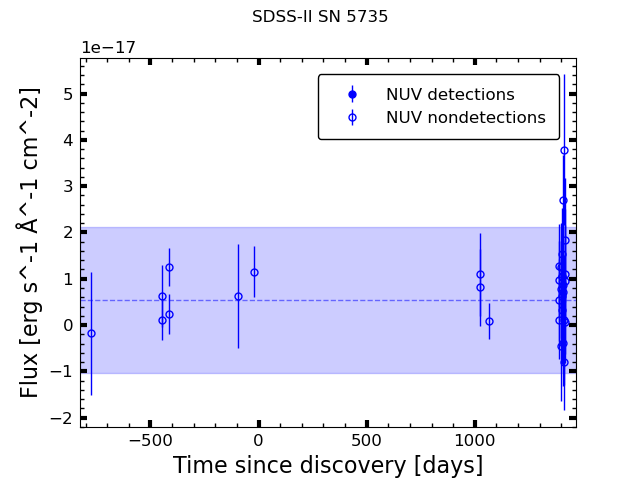 SDSS-II SN 5735
1e−17
NUV detections
NUV nondetections
5
4
3
2
1
0
−1
−2
Flux [erg s^-1 Å^-1 cm^-2]
−500 0 500 1000
Time since discovery [days]